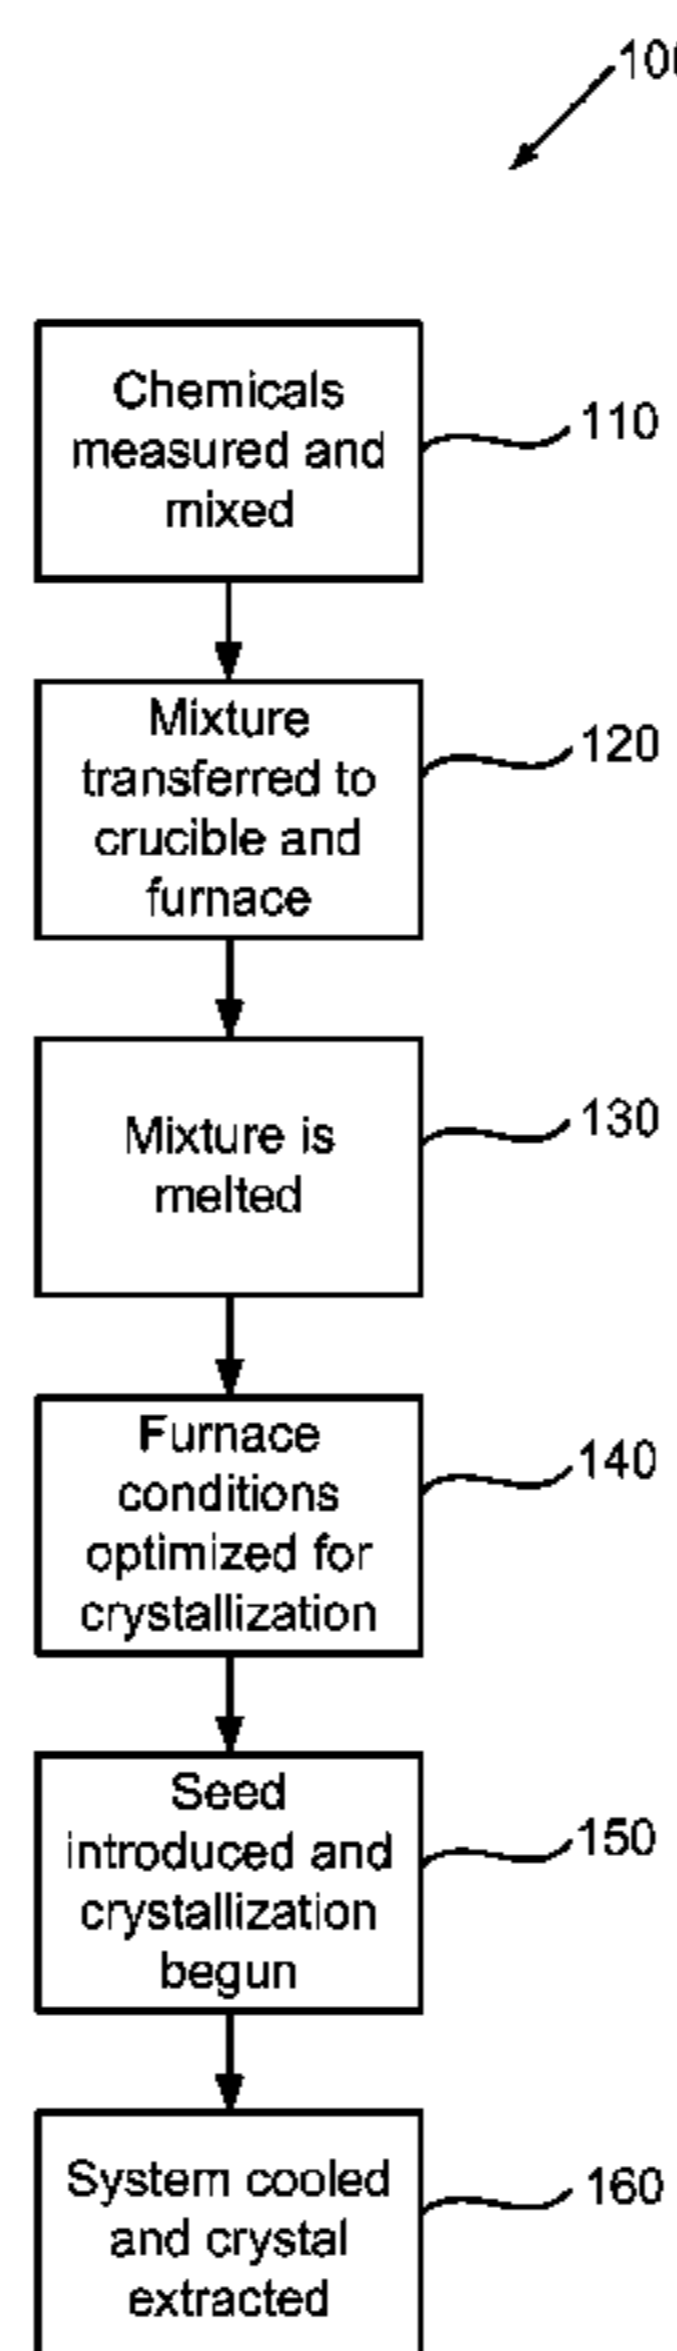 100
Chemicals
measured and
mixed
110
Mixture
transferred to
crucible and
furnace
120
Mixture is
melted
130
Furnace
conditions
optimized for
crystallization
140
Seed
introduced and
crystallization
begun
150
System cooled
and crystal
extracted
160